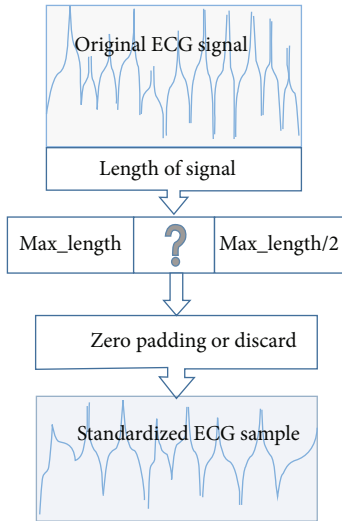 Original ECG signal
Length of signal
Max_length ? Max_length/2
Zero padding or discard
Standardized ECG sample